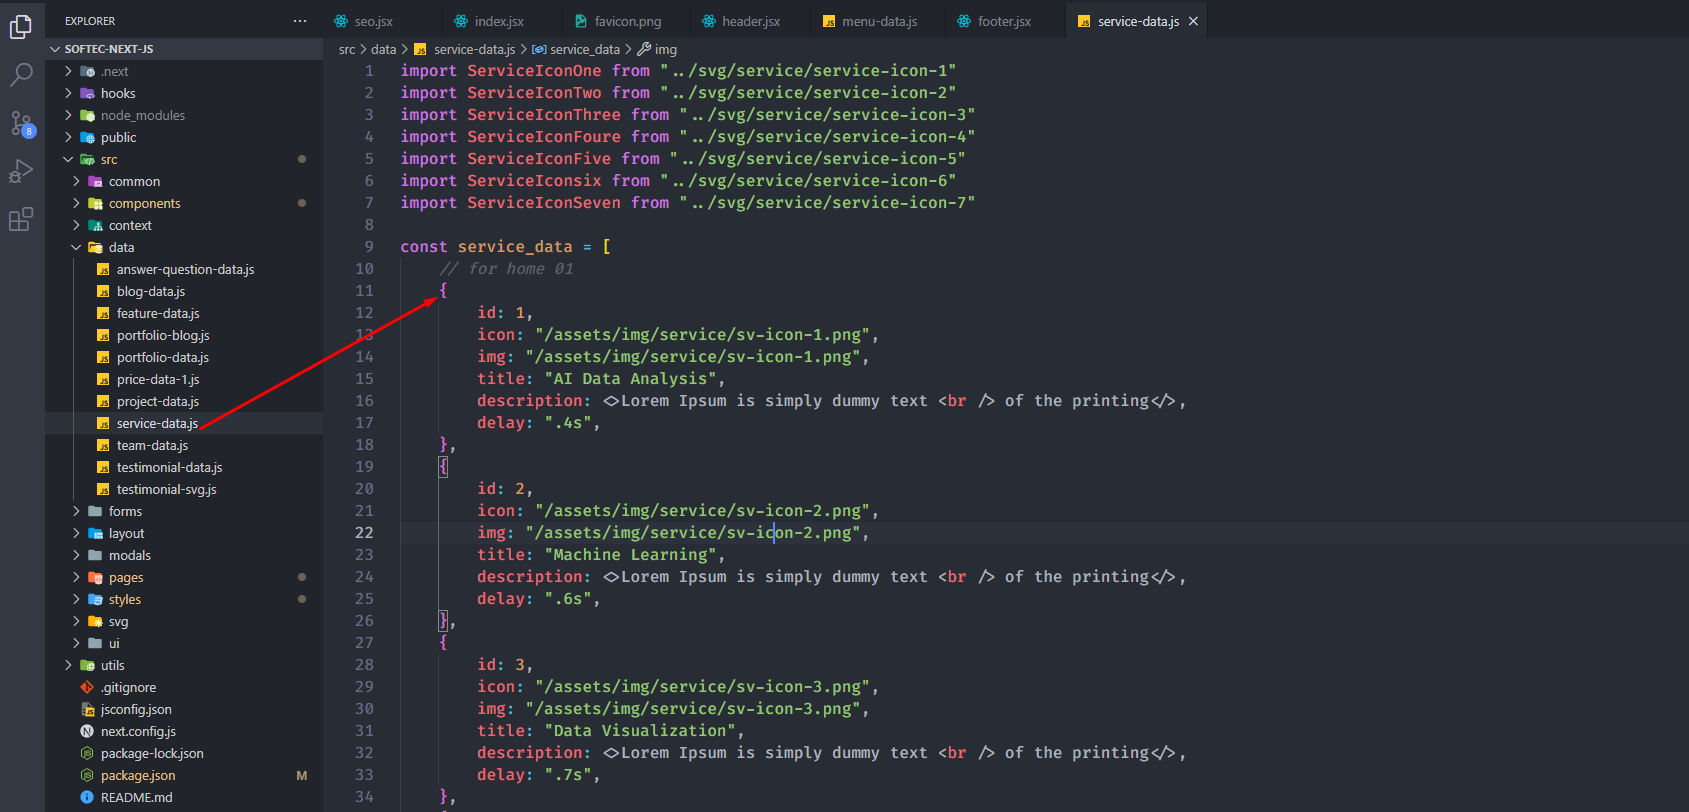 EXPLORER
SOFTEC-NEXT-JS
.next
hooks
node_modules
public
src
common
components
context
data
answer-question-data.js
blog-data.js
feature-data.js
portfolio-blog.js
portfolio-data.js
price-data-1.js
project-data.js
service-data.js
team-data.js
testimonial-data.js
testimonial-svg.js
forms
layout
modals
pages
styles
svg
ui
utils
.gitignore
jsconfig.json
next.config.js
package-lock.json
package.json M
README.md
8
seo.jsx index.jsx favicon.png header.jsx menu-data.js footer.jsx service-data.js
src > data > service-data.js > service_data > img
1 import ServiceIconOne from "../svg/service/service-icon-1"
2 import ServiceIconTwo from "../svg/service/service-icon-2"
3 import ServiceIconThree from "../svg/service/service-icon-3"
4 import ServiceIconFoure from "../svg/service/service-icon-4"
5 import ServiceIconFive from "../svg/service/service-icon-5"
6 import ServiceIconsix from "../svg/service/service-icon-6"
7 import ServiceIconSeven from "../svg/service/service-icon-7"
8
9 const service_data = [
10 // for home 01
11 {
12 id: 1,
13 icon: "/assets/img/service/sv-icon-1.png",
14 img: "/assets/img/service/sv-icon-1.png",
15 title: "AI Data Analysis",
16 description: <>Lorem Ipsum is simply dummy text <br /> of the printing</>,
17 delay: ".4s",
18 },
19 {
20 id: 2,
21 icon: "/assets/img/service/sv-icon-2.png",
22 img: "/assets/img/service/sv-icon-2.png",
23 title: "Machine Learning",
24 description: <>Lorem Ipsum is simply dummy text <br /> of the printing</>,
25 delay: ".6s",
26 },
27 {
28 id: 3,
29 icon: "/assets/img/service/sv-icon-3.png",
30 img: "/assets/img/service/sv-icon-3.png",
31 title: "Data Visualization",
32 description: <>Lorem Ipsum is simply dummy text <br /> of the printing</>,
33 delay: ".7s",
34 },